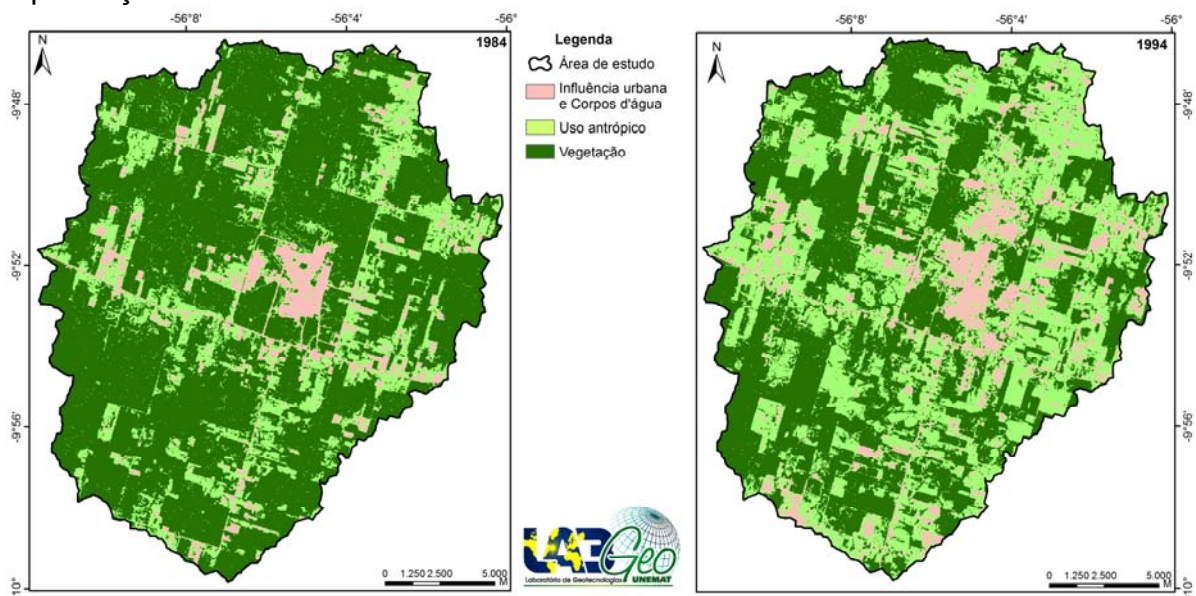 -56°8'
-56°4'
-56°
N
1984
-9°48'
-9°52'
-9°56'
10°
0 1.250 2.500 5.000
M
Legenda
Área de estudo
Influência urbana
e Corpos d'água
Uso antrópico
Vegetação
LAB
Geo
Laboratório de Geotecnologias UNEMAT
-56°8'
-56°4'
-56°
N
1994
-9°48'
-9°52'
-9°56'
10°
0 1.250 2.500 5.000
M